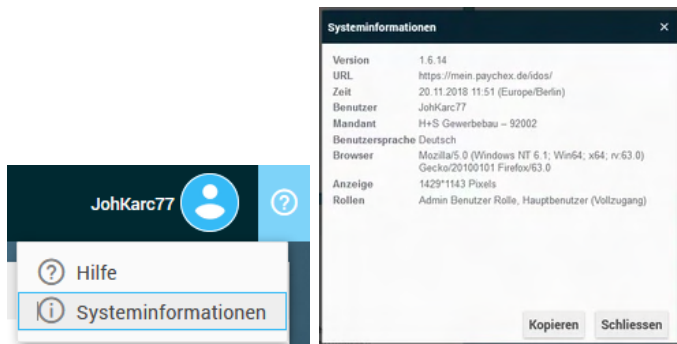 JohKarc77
Hilfe
Systeminformationen
Systeminformationen
Version 1.6.14
URL https://mein.paychex.de/idos/
Zeit 20.11.2018 11:51 (Europe/Berlin)
Benutzer JohKarc77
Mandant H+S Gewerbebau – 92002
Benutzersprache Deutsch
Browser Mozilla/5.0 (Windows NT 6.1; Win64; x64; rv:63.0)
Gecko/20100101 Firefox/63.0
Anzeige 1429*1143 Pixels
Rollen Admin Benutzer Rolle, Hauptbenutzer (Vollzugang)
Kopieren Schliessen